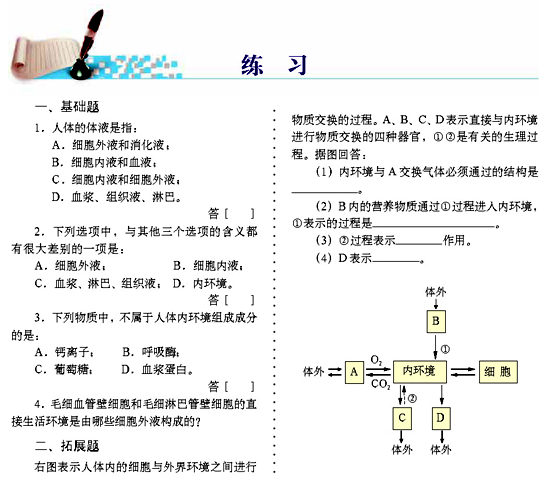 练 习
一、基础题
1. 人体的体液是指：
A. 细胞外液和消化液；
B. 细胞内液和血液；
C. 细胞内液和细胞外液；
D. 血浆、组织液、淋巴。
答 [ ]
2. 下列选项中，与其他三个选项的含义都
有很大差别的一项是：
A. 细胞外液； B. 细胞内液；
C. 血浆、淋巴、组织液； D. 内环境。
答 [ ]
3. 下列物质中，不属于人体内环境组成成分
的是：
A. 钙离子； B. 呼吸酶；
C. 葡萄糖； D. 血浆蛋白。
答 [ ]
4. 毛细血管壁细胞和毛细淋巴管壁细胞的直
接生活环境是由哪些细胞外液构成的？
二、拓展题
右图表示人体内的细胞与外界环境之间进行
物质交换的过程。A、B、C、D表示直接与内环境
进行物质交换的四种器官，①②是有关的生理过
程。据图回答：
（1）内环境与A交换气体必须通过的结构是
________。
（2）B内的营养物质通过①过程进入内环境，
①表示的过程是________。
（3）②过程表示________作用。
（4）D表示________。
体外
B
①
体外 A O₂ CO₂ 内环境 细胞
②
C D
体外 体外